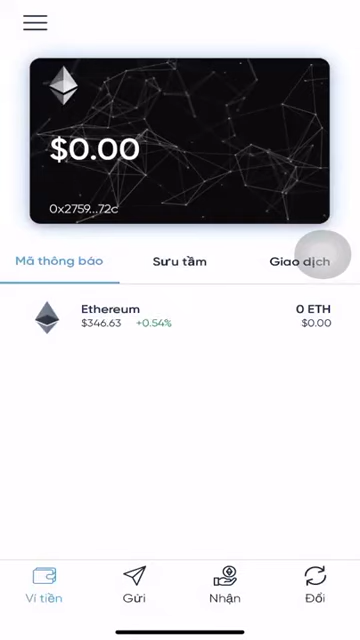 $0.00
0x2759...72c
Mã thông báo
Sưu tầm
Giao dịch
Ethereum
0 ETH
$346.63 +0.54%
$0.00
Ví tiền
Gửi
Nhận
Đổi